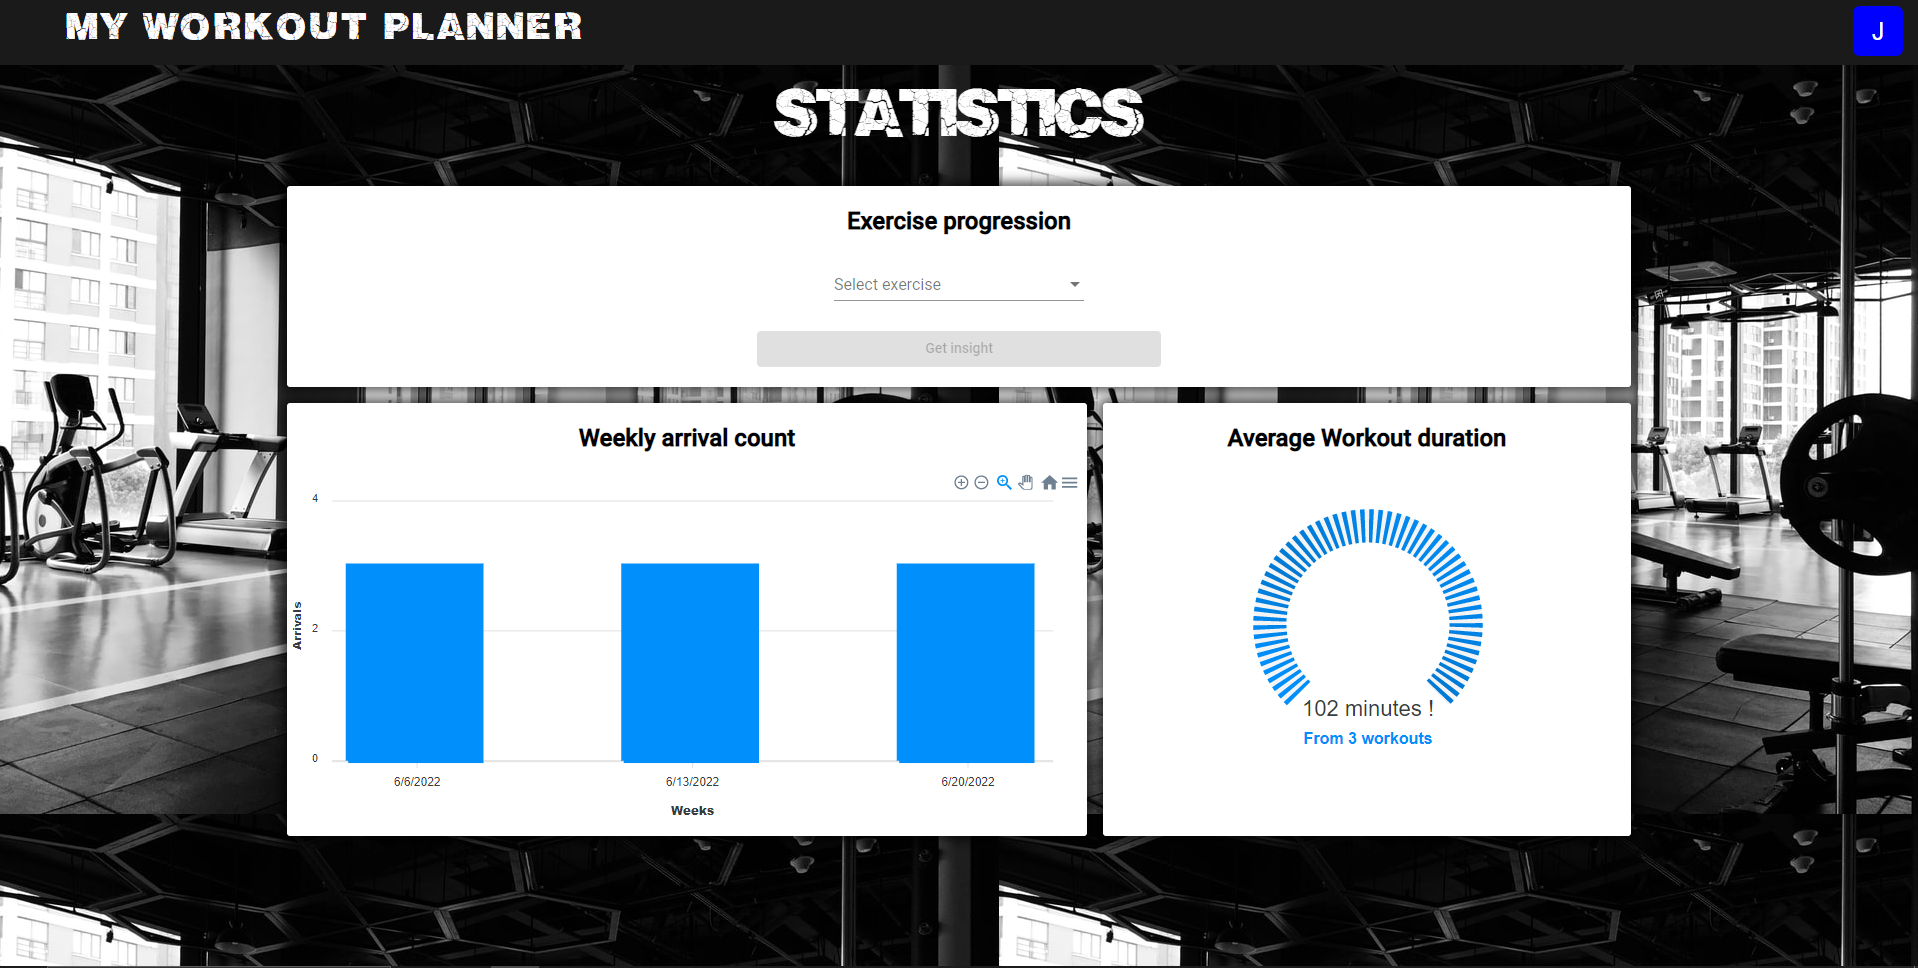 MY WORKOUT PLANNER
J
STATISTICS
Exercise progression
Select exercise
Get insight
Weekly arrival count
4
2
0
Arrivals
6/6/2022
6/13/2022
6/20/2022
Weeks
Average Workout duration
102 minutes !
From 3 workouts